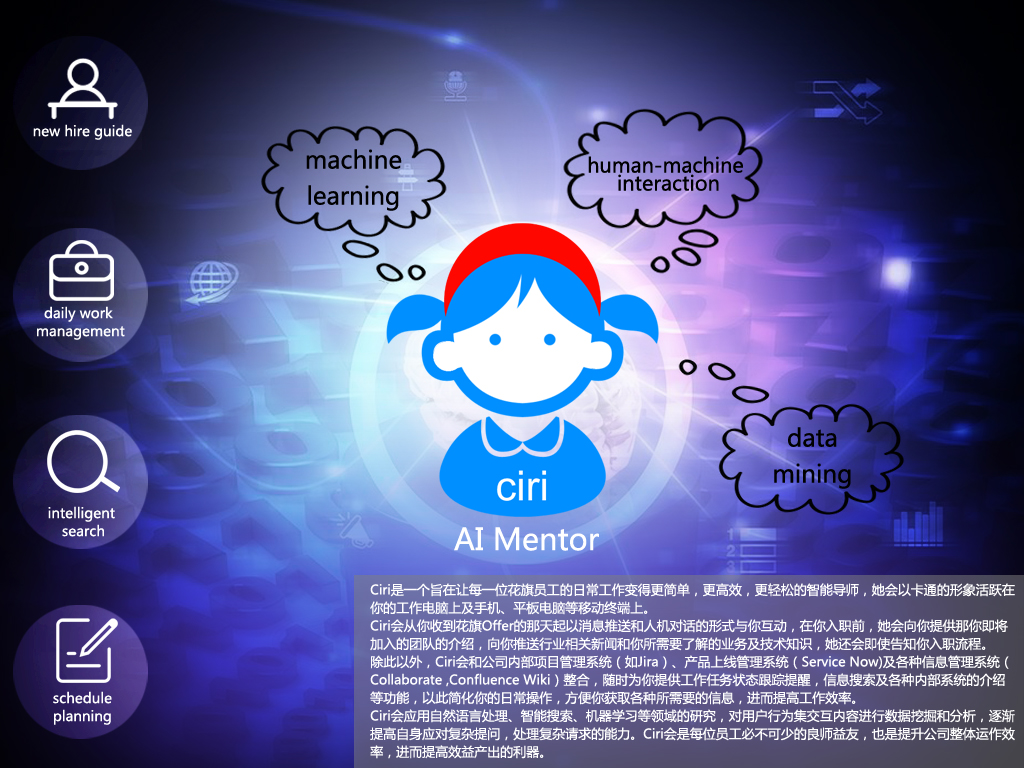 new hire guide
machine
learning
human-machine
interaction
daily work
management
data
mining
ciri
AI Mentor
intelligent
search
1
2
3
schedule
planning
Ciri是一个旨在让每一位花旗员工的日常工作变得更简单，更高效，更轻松的智能导师，她会以卡通的形象活跃在
你的工作电脑上及手机、平板电脑等移动终端上。
Ciri会从你收到花旗Offer的那天起以消息推送和人机对话的形式与你互动，在你入职前，她会向你提供那你即将
加入的团队的介绍，向你推送行业相关新闻和你所需要了解的业务及技术知识，她还会即使告知你入职流程。
除此以外，Ciri会和公司内部项目管理系统（如Jira）、产品上线管理系统（Service Now)及各种信息管理系统（
Collaborate ,Confluence Wiki）整合，随时为你提供工作任务状态跟踪提醒，信息搜索及各种内部系统的介绍
等功能，以此简化你的日常操作，方便你获取各种所需要的信息，进而提高工作效率。
Ciri会应用自然语言处理、智能搜索、机器学习等领域的研究，对用户行为集交互内容进行数据挖掘和分析，逐渐
提高自身应对复杂提问，处理复杂请求的能力。Ciri会是每位员工必不可少的良师益友，也是提升公司整体运作效
率，进而提高效益产出的利器。